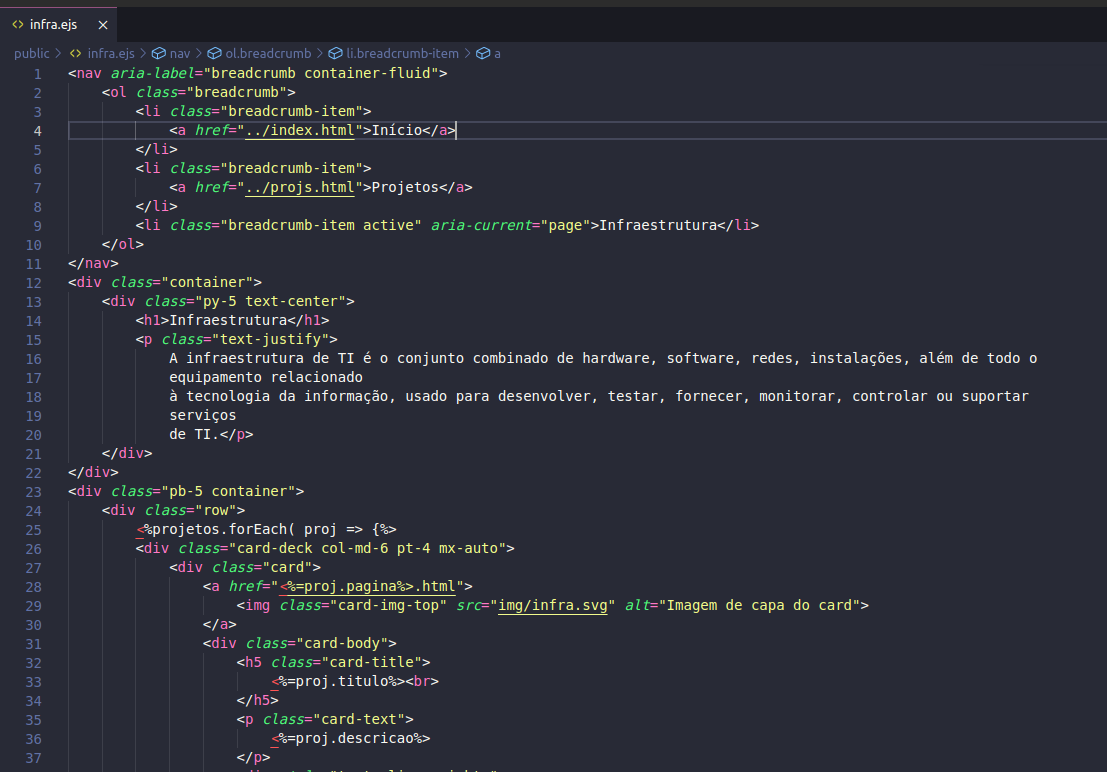 infra.ejs
public > infra.ejs > nav > ol.breadcrumb > li.breadcrumb-item > a
1 <nav aria-label="breadcrumb container-fluid">
2 <ol class="breadcrumb">
3 <li class="breadcrumb-item">
4 <a href="../index.html">Início</a>
5 </li>
6 <li class="breadcrumb-item">
7 <a href="../projs.html">Projetos</a>
8 </li>
9 <li class="breadcrumb-item active" aria-current="page">Infraestrutura</li>
10 </ol>
11 </nav>
12 <div class="container">
13 <div class="py-5 text-center">
14 <h1>Infraestrutura</h1>
15 <p class="text-justify">
16 A infraestrutura de TI é o conjunto combinado de hardware, software, redes, instalações, além de todo o
17 equipamento relacionado
18 à tecnologia da informação, usado para desenvolver, testar, fornecer, monitorar, controlar ou suportar
19 serviços
20 de TI.</p>
21 </div>
22 </div>
23 <div class="pb-5 container">
24 <div class="row">
25 <%projetos.forEach( proj => {%>
26 <div class="card-deck col-md-6 pt-4 mx-auto">
27 <div class="card">
28 <a href="<%=proj.pagina%>.html">
29 <img class="card-img-top" src="img/infra.svg" alt="Imagem de capa do card">
30 </a>
31 <div class="card-body">
32 <h5 class="card-title">
33 <%=proj.titulo%><br>
34 </h5>
35 <p class="card-text">
36 <%=proj.descricao%>
37 </p>